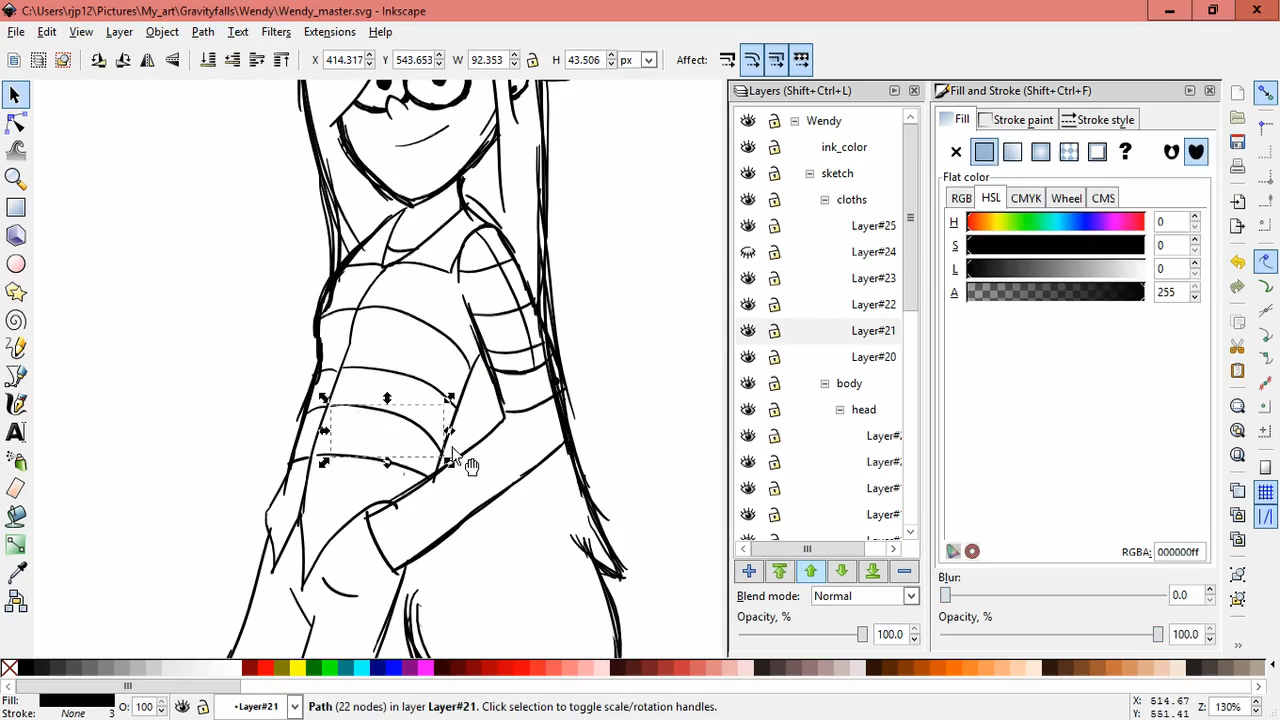 C:\Users\rjp12\Pictures\My_art\Gravityfalls\Wendy\Wendy_master.svg - Inkscape
File Edit View Layer Object Path Text Filters Extensions Help
X 414.317 Y 543.653 W 92.353 H 43.506 px Affect:
Layers (Shift+Ctrl+L)
Wendy
ink_color
sketch
cloths
Layer#25
Layer#24
Layer#23
Layer#22
Layer#21
Layer#20
body
head
Layer#
Layer#
Layer#
Layer#
Blend mode: Normal
Opacity, %
100.0
Fill and Stroke (Shift+Ctrl+F)
Fill Stroke paint Stroke style
?
Flat color
RGB HSL CMYK Wheel CMS
H 0
S 0
L 0
A 255
RGBA: 000000ff
Blur:
0.0
Opacity, %
100.0
Fill:
Stroke: None 3
O: 100
•Layer#21
Path (22 nodes) in layer Layer#21. Click selection to toggle scale/rotation handles.
X: 514.67
Y: 551.41
Z: 130%